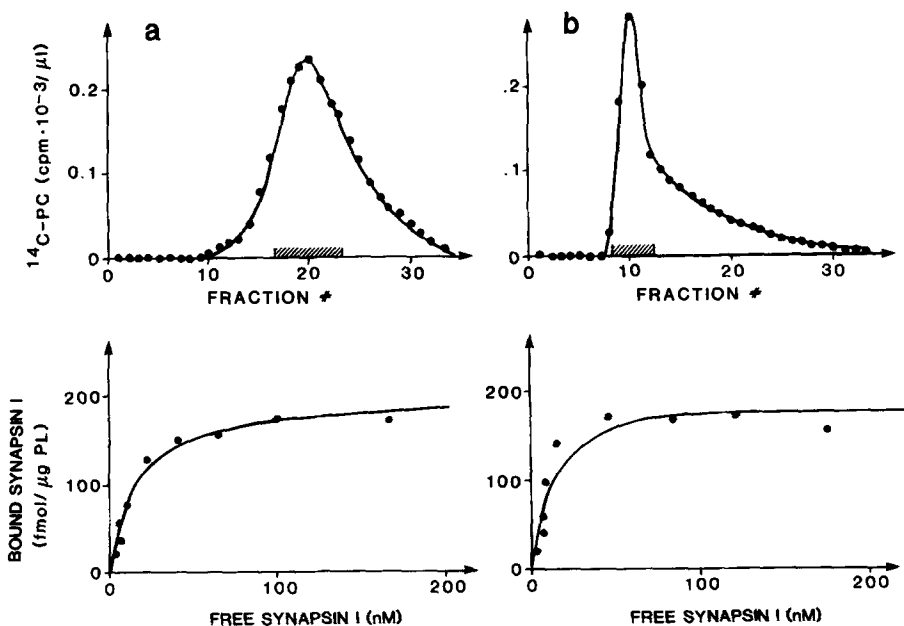 a
¹⁴C-PC (cpm·10⁻³/μl)
0.2
0.1
0
0 10 20 30
FRACTION #
b
.2
.1
0
0 10 20 30
FRACTION #
BOUND SYNAPSIN I
(fmol/μg PL)
200
100
0
0 100 200
FREE SYNAPSIN I (nM)
200
100
0
0 100 200
FREE SYNAPSIN I (nM)